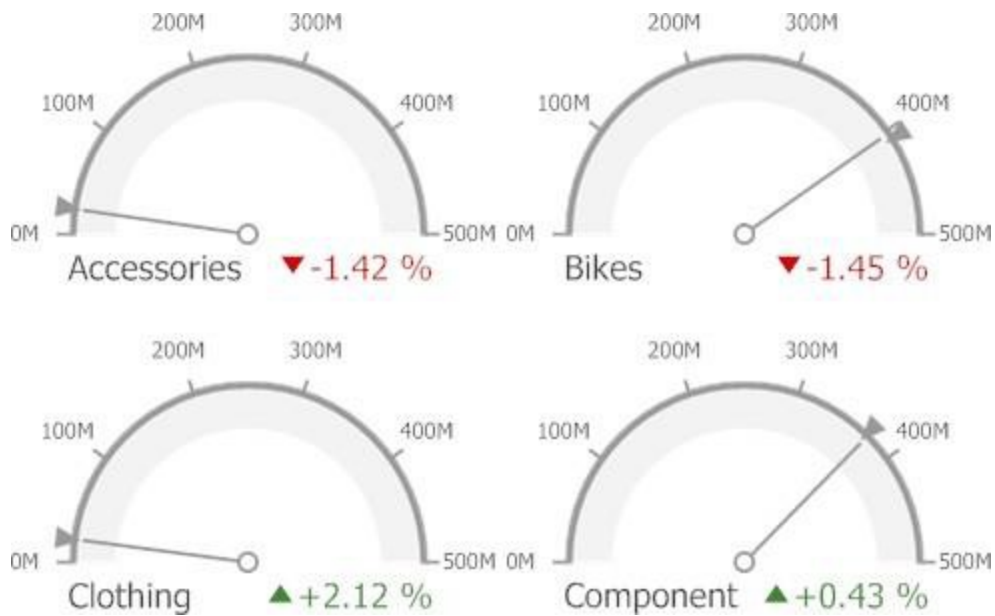 200M 300M 200M 300M
100M 400M 100M 400M
0M 500M 0M 500M
Accessories ▼ -1.42 % Bikes ▼ -1.45 %
200M 300M 200M 300M
100M 400M 100M 400M
0M 500M 0M 500M
Clothing ▲ +2.12 % Component ▲ +0.43 %